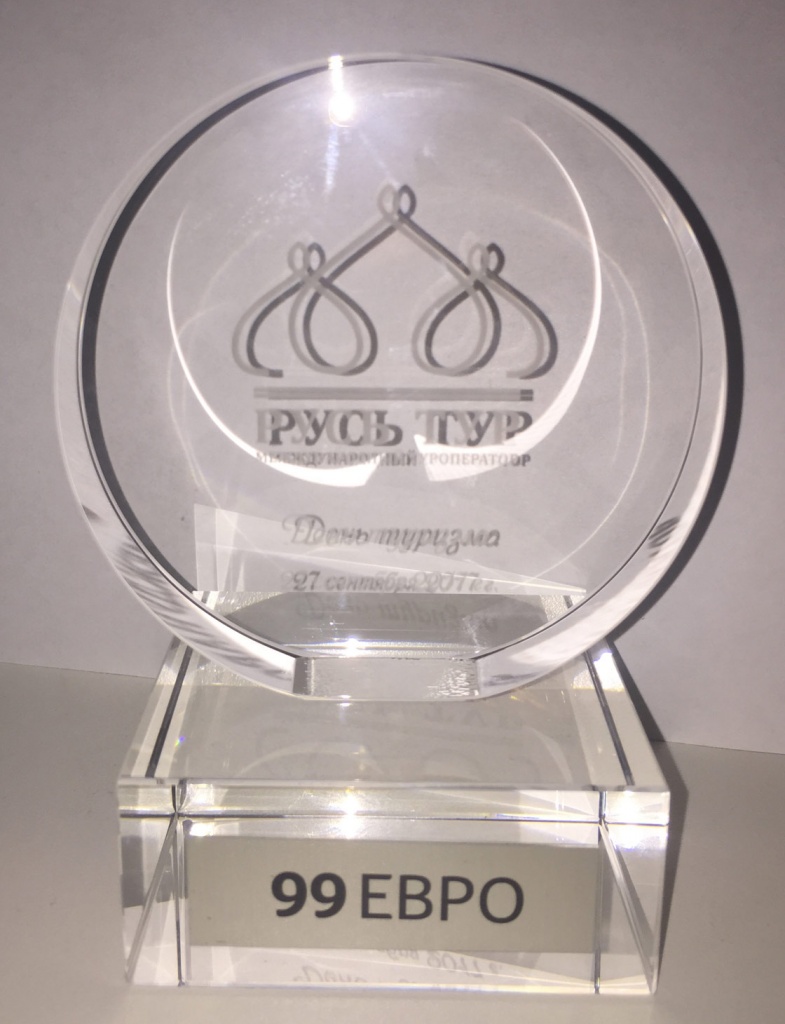 РУСЬ ТУР
МЕЖДУНАРОДНЫЙ ТУРОПЕРАТОР
День туризма
27 сентября 2017 г.
99 ЕВРО